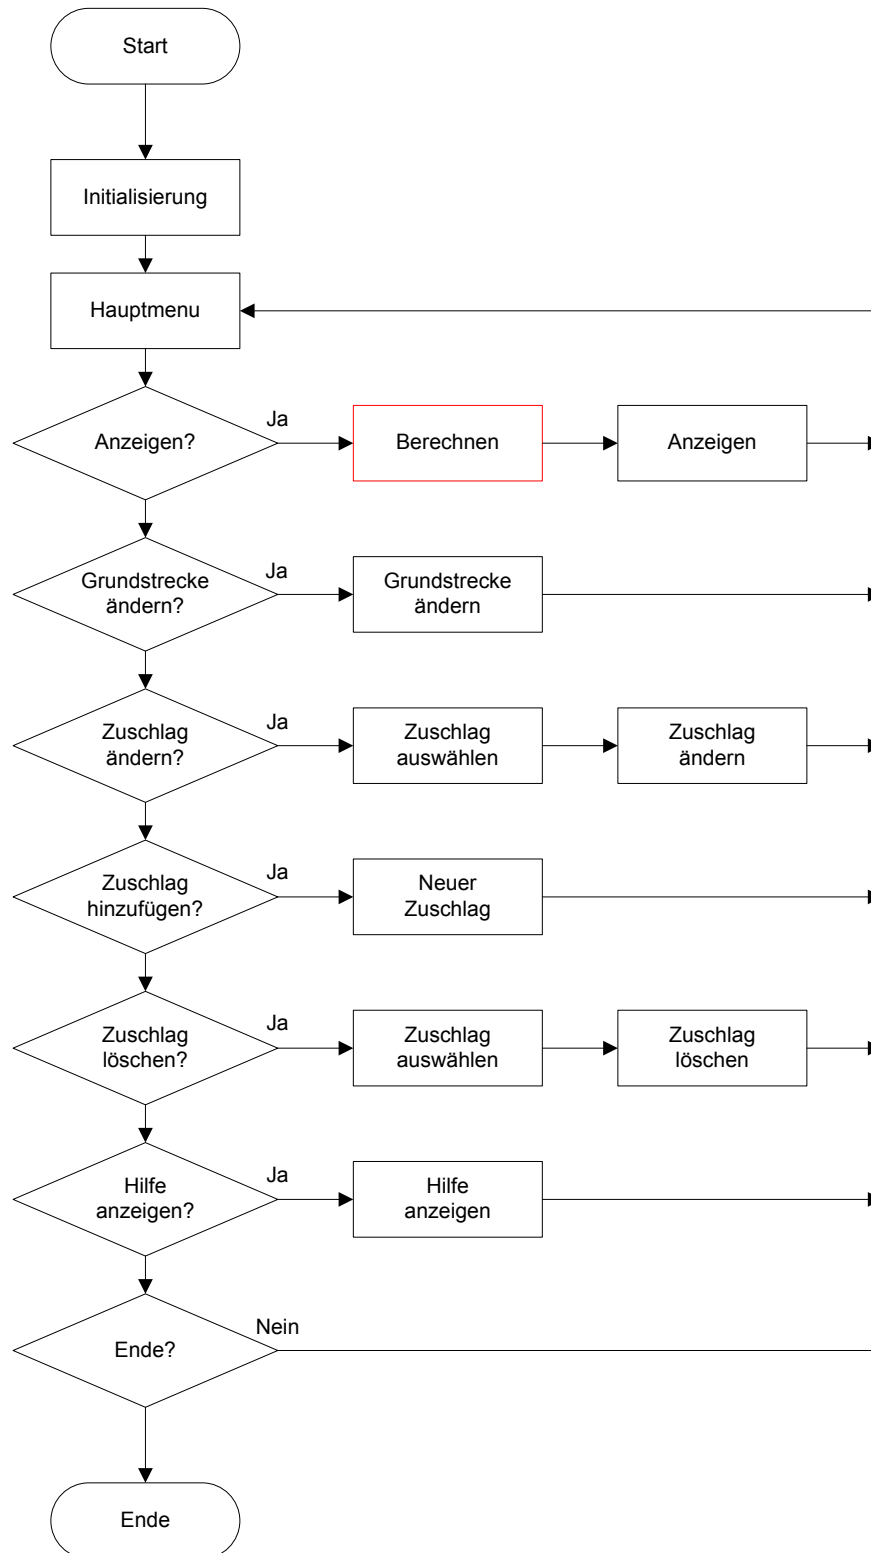 Start
Initialisierung
Hauptmenu
Anzeigen?
Ja
Berechnen
Anzeigen
Grundstrecke
ändern?
Ja
Grundstrecke
ändern
Zuschlag
ändern?
Ja
Zuschlag
auswählen
Zuschlag
ändern
Zuschlag
hinzufügen?
Ja
Neuer
Zuschlag
Zuschlag
löschen?
Ja
Zuschlag
auswählen
Zuschlag
löschen
Hilfe
anzeigen?
Ja
Hilfe
anzeigen
Ende?
Nein
Ende